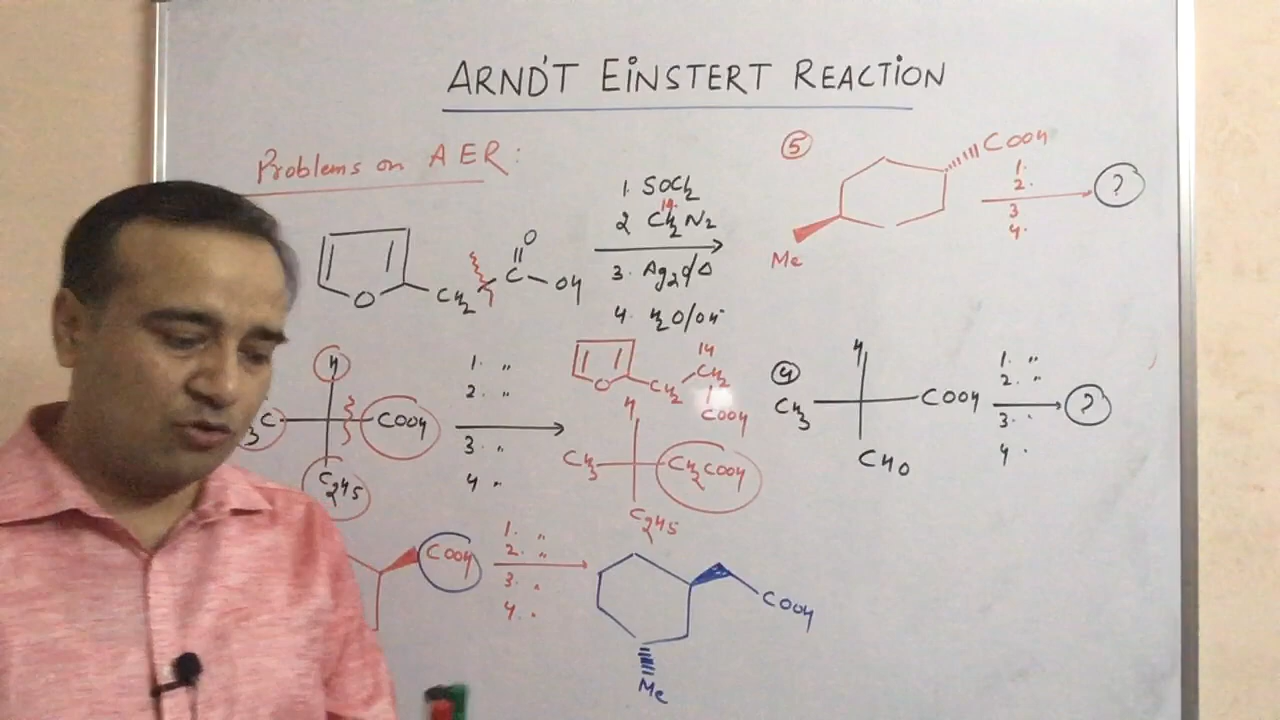 ARND'T EINSTERT REACTION
Problems on AER:
O
CH2
C
O
OH
1. SOCl2
14
2 CH2N2
3. Ag2O/Δ
4. H2O/OH-
⑤
COOH
Me
1.
2.
3
4.
?
H
3C
COOH
C2H5
1. "
2. "
3. "
4 "
O
CH2
14
CH2
COOH
H
CH3
CH2COOH
C2H5
④
H
CH3
COOH
CHO
1. "
2. "
3. "
4 "
?
COOH
1. "
2. "
3. "
4. "
COOH
Me